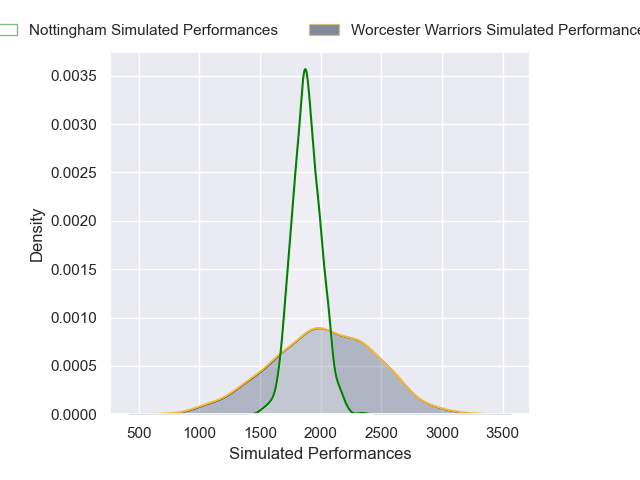 Nottingham Simulated Performances Worcester Warriors Simulated Performance
0.0035
0.0030
0.0025
0.0020
0.0015
0.0010
0.0005
0.0000
Density
500 1000 1500 2000 2500 3000 3500
Simulated Performances